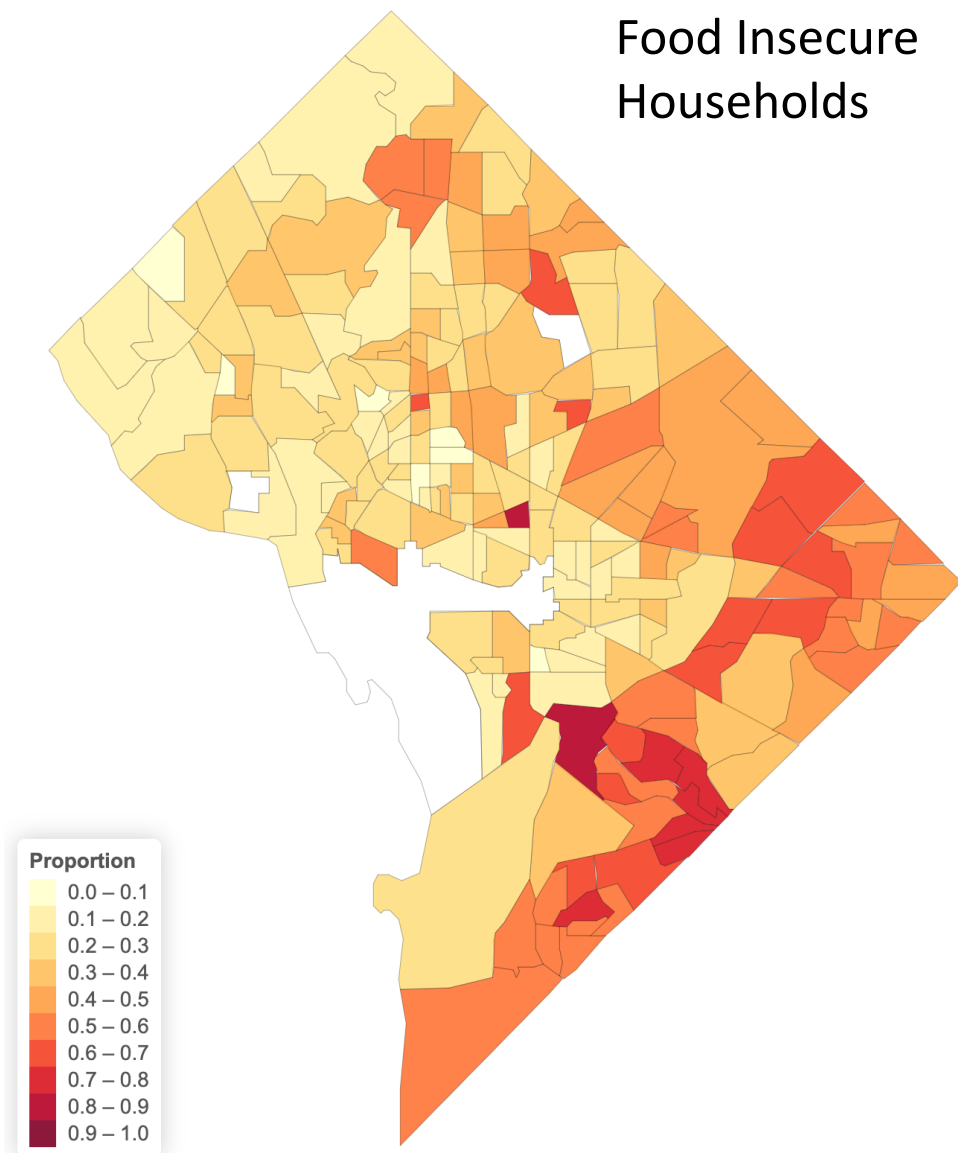 Food Insecure
Households
Proportion
0.0 – 0.1
0.1 – 0.2
0.2 – 0.3
0.3 – 0.4
0.4 – 0.5
0.5 – 0.6
0.6 – 0.7
0.7 – 0.8
0.8 – 0.9
0.9 – 1.0